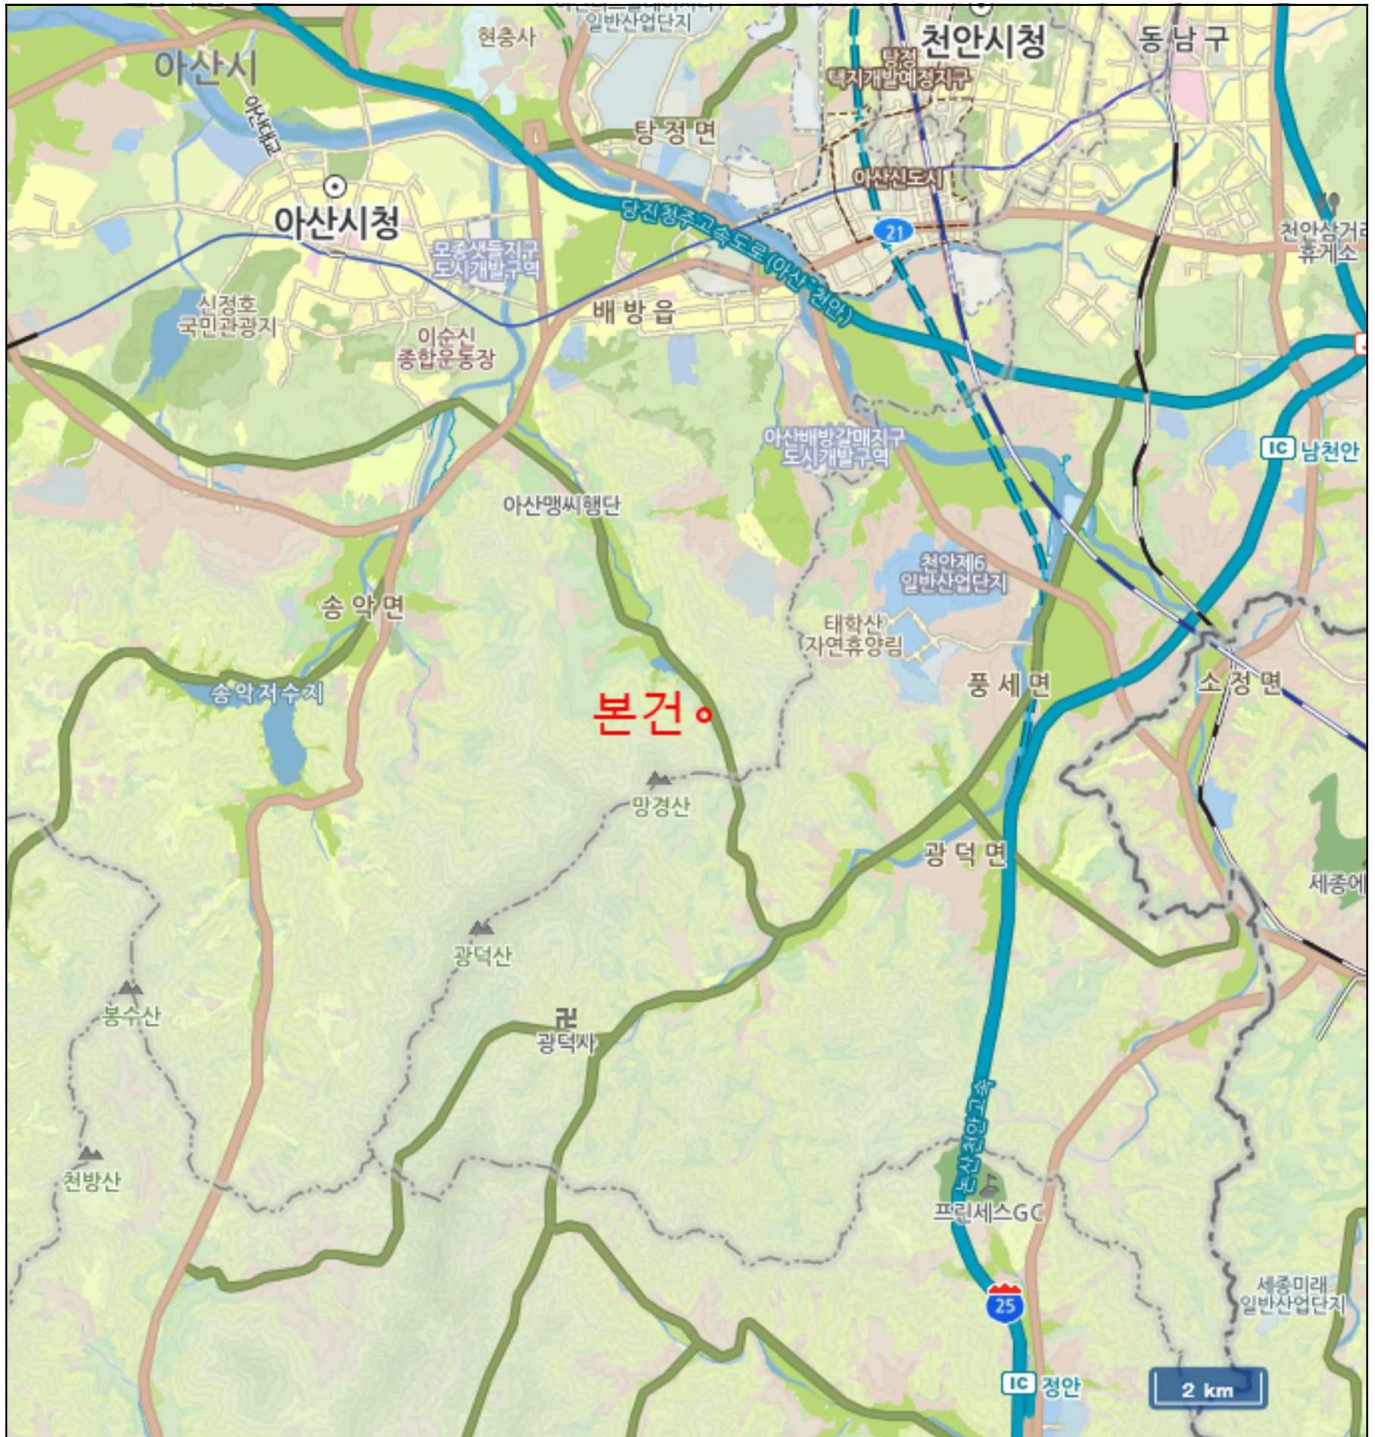 일반산업단지
현충사
천안시청
동남구
아산시
탕정
택지개발예정지구
아산대교
탕정면
아산신도시
아산시청
당진청주고속도로(아산-천안)
21
천안삼거리
휴게소
모종샛들지구
도시개발구역
신정호
국민관광지
배방읍
이순신
종합운동장
아산배방갈매지구
도시개발구역
IC 남천안
아산맹씨행단
천안제6
일반산업단지
송악면
태학산
자연휴양림
송악저수지
풍세면
소정면
본건
망경산
광덕면
세종에
광덕산
봉수산
광덕사
논산천안고속
천방산
프린세스GC
세종미래
일반산업단지
25
IC 정안
2 km